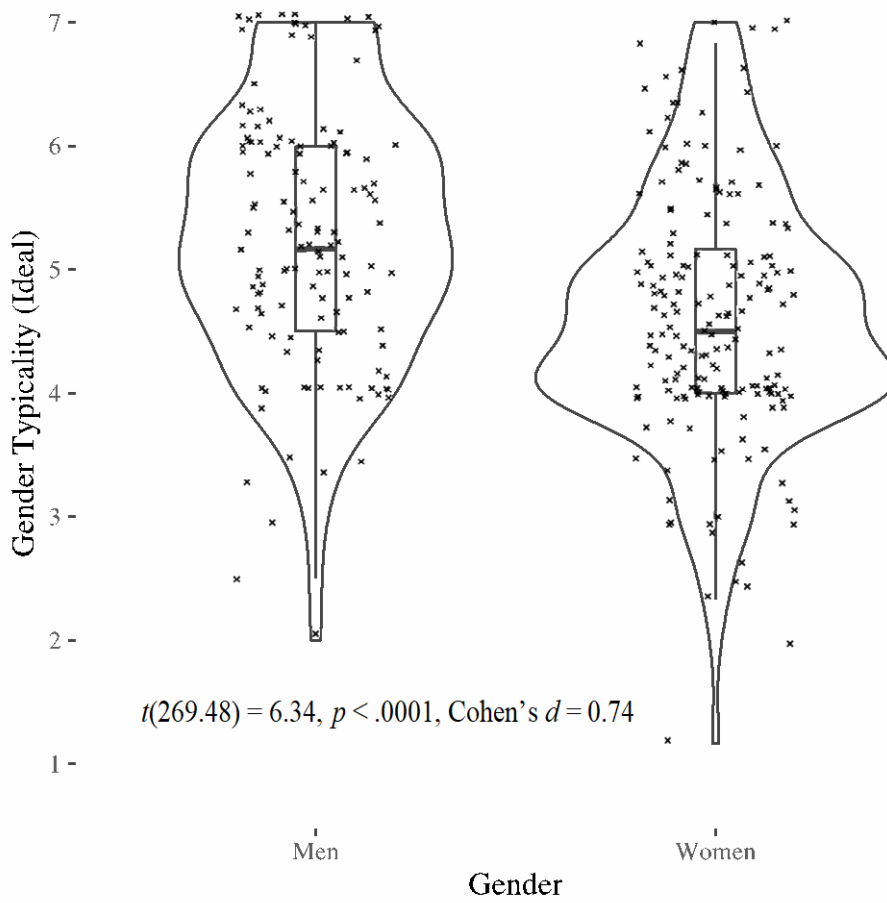 Gender Typicality (Ideal)
7
6
5
4
3
2
1
t(269.48) = 6.34, p < .0001, Cohen's d = 0.74
Men
Women
Gender